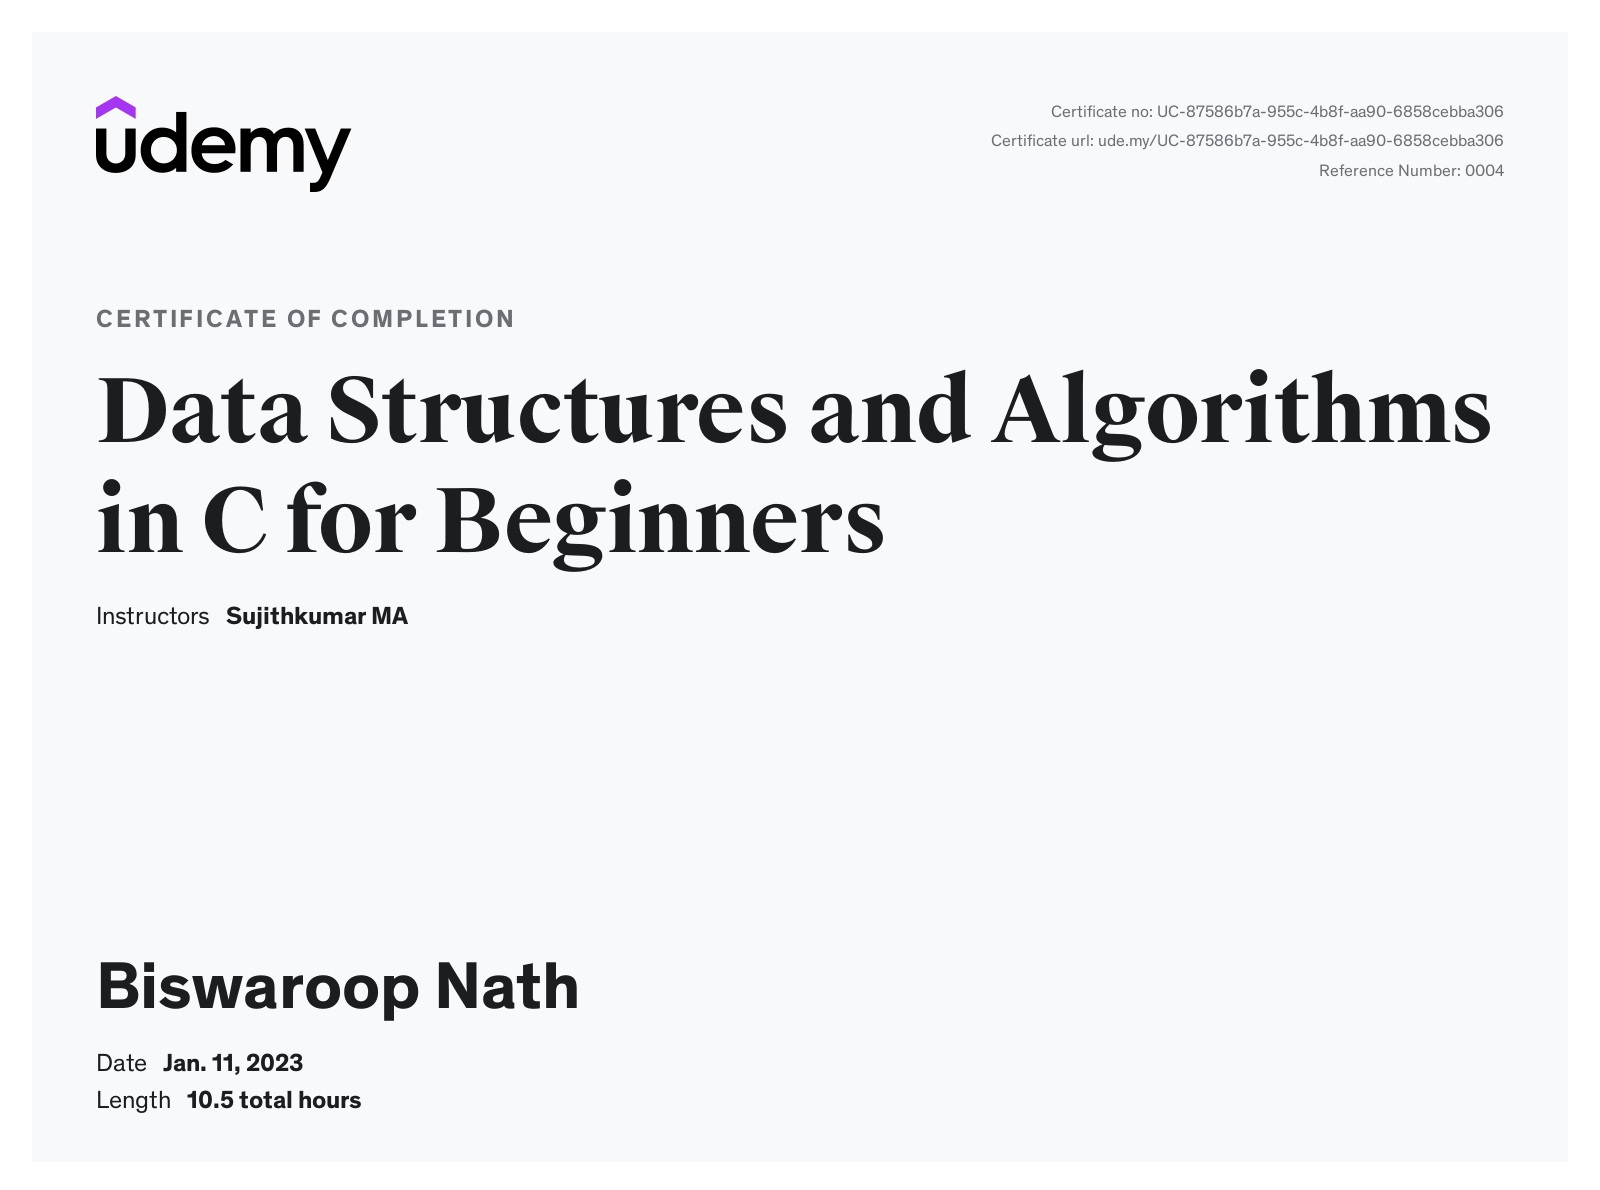 udemy
Certificate no: UC-87586b7a-955c-4b8f-aa90-6858cebba306
Certificate url: ude.my/UC-87586b7a-955c-4b8f-aa90-6858cebba306
Reference Number: 0004
CERTIFICATE OF COMPLETION
Data Structures and Algorithms
in C for Beginners
Instructors Sujithkumar MA
Biswaroop Nath
Date Jan. 11, 2023
Length 10.5 total hours